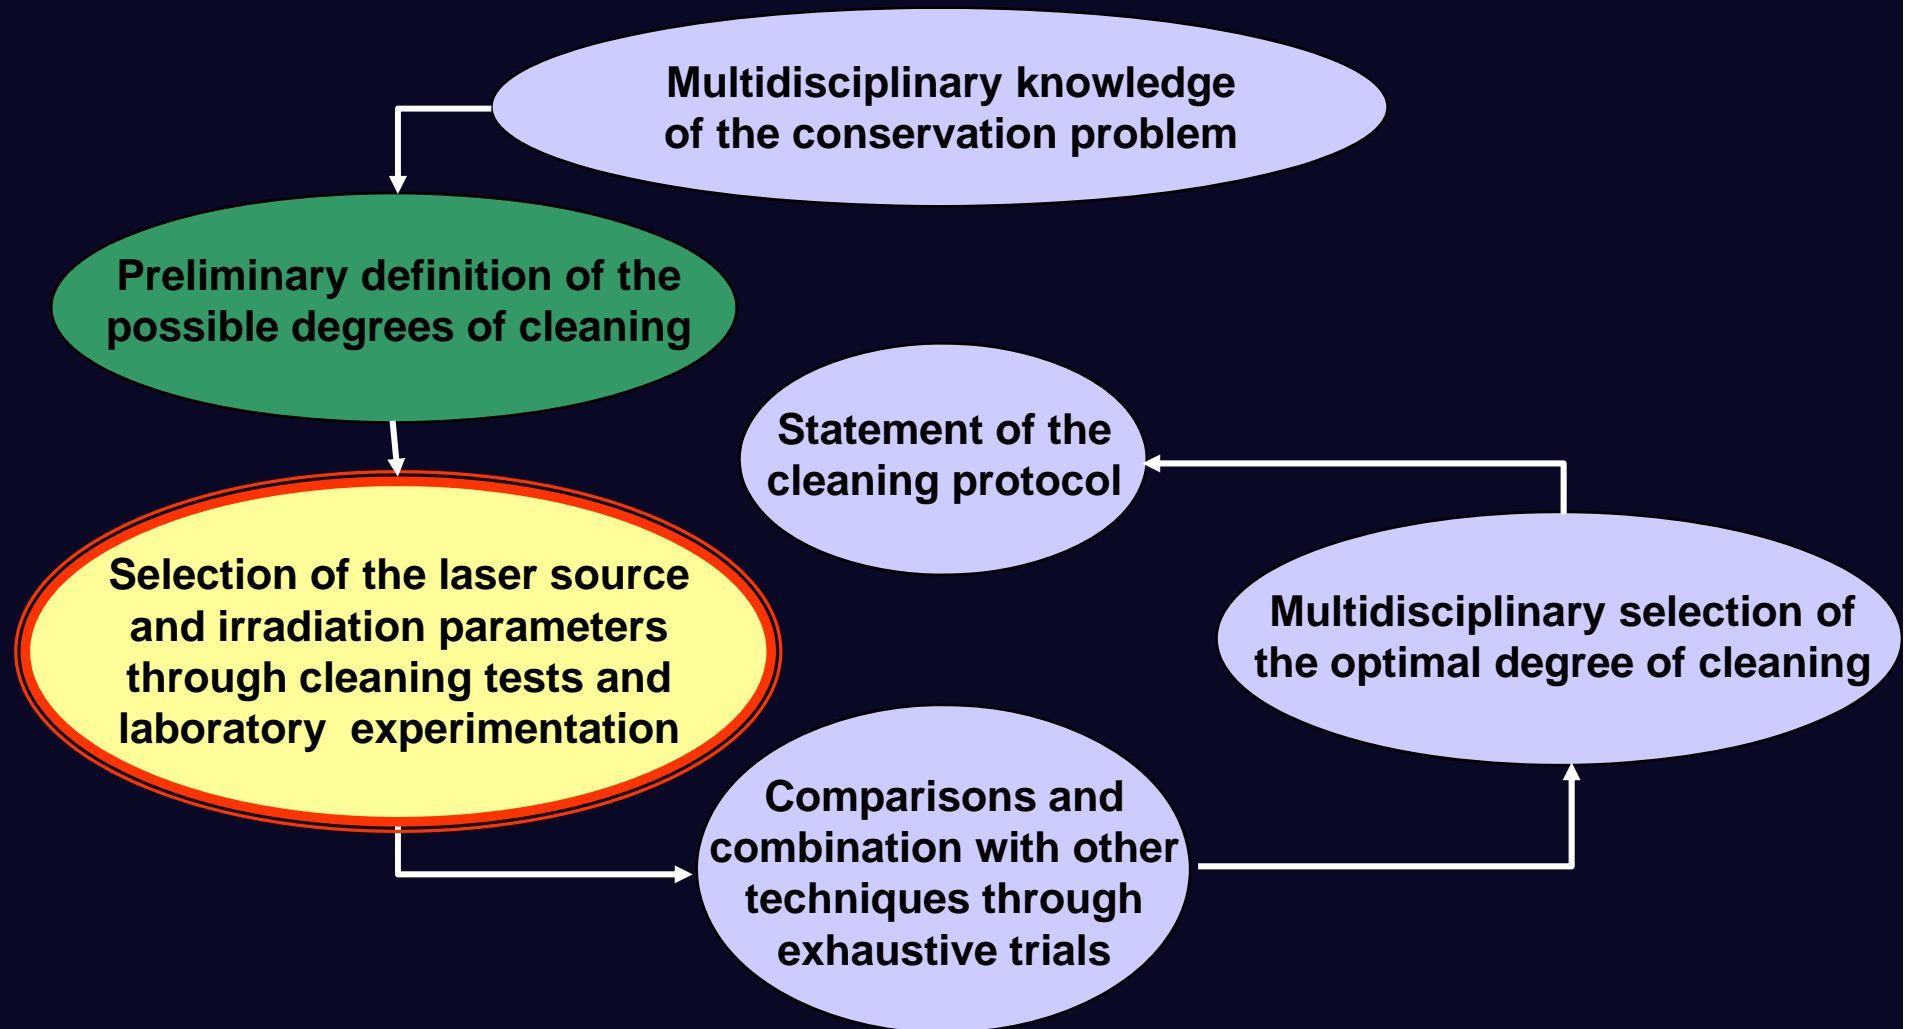 Multidisciplinary knowledge
of the conservation problem
Preliminary definition of the
possible degrees of cleaning
Selection of the laser source
and irradiation parameters
through cleaning tests and
laboratory  experimentation
Comparisons and
combination with other
techniques through
exhaustive trials
Multidisciplinary selection of
the optimal degree of cleaning
Statement of the
cleaning protocol